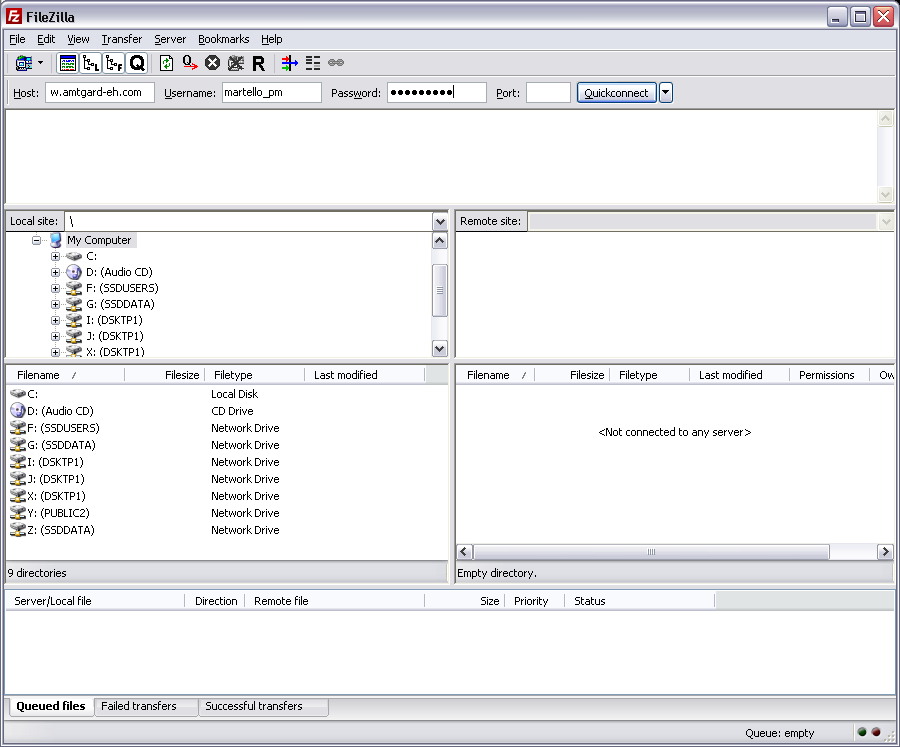 FileZilla
File Edit View Transfer Server Bookmarks Help
Q R
Host: w.amtgard-eh.com Username: martello_pm Password: ●●●●●●●●● Port: Quickconnect
Local site: \
Remote site:
My Computer
C:
D: (Audio CD)
F: (SSDUSERS)
G: (SSDDATA)
I: (DSKTP1)
J: (DSKTP1)
X: (DSKTP1)
Filename / Filesize Filetype Last modified
C: Local Disk
D: (Audio CD) CD Drive
F: (SSDUSERS) Network Drive
G: (SSDDATA) Network Drive
I: (DSKTP1) Network Drive
J: (DSKTP1) Network Drive
X: (DSKTP1) Network Drive
Y: (PUBLIC2) Network Drive
Z: (SSDDATA) Network Drive
9 directories
Filename / Filesize Filetype Last modified Permissions Ow
<Not connected to any server>
Empty directory.
Server/Local file Direction Remote file Size Priority Status
Queued files Failed transfers Successful transfers
Queue: empty